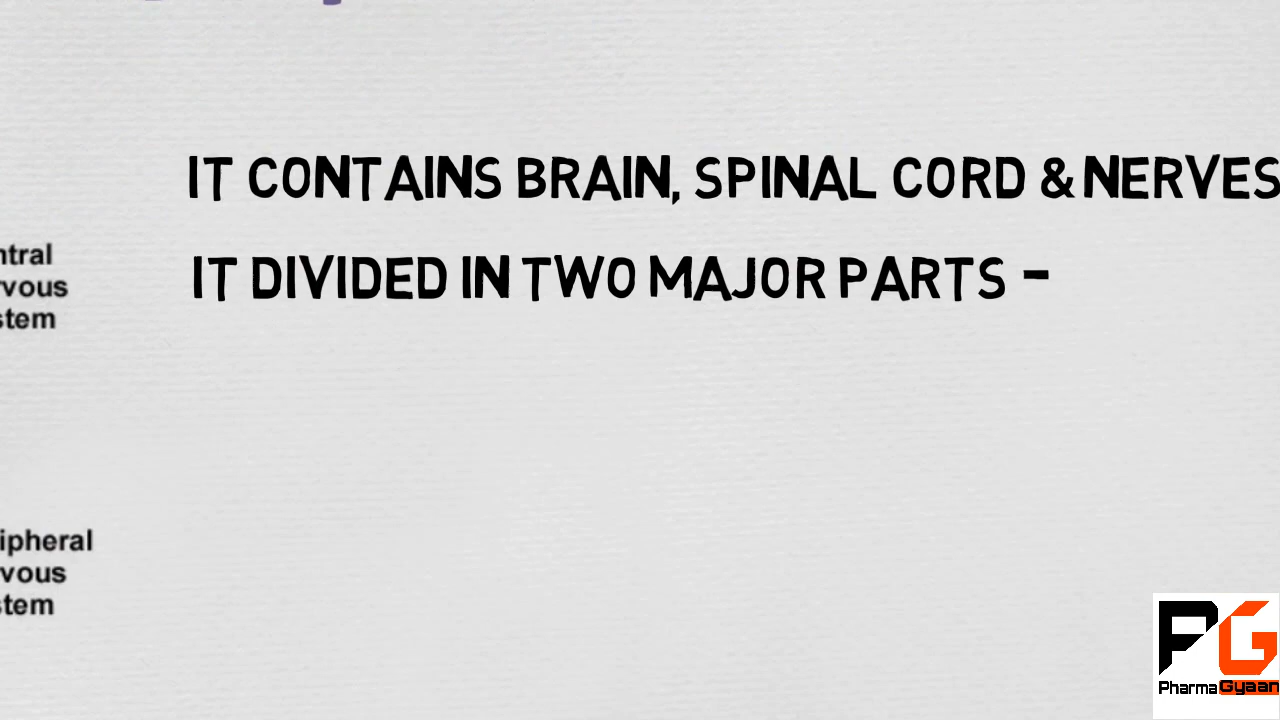 IT CONTAINS BRAIN, SPINAL CORD & NERVES
IT DIVIDED IN TWO MAJOR PARTS -
ntral
rvous
stem
ipheral
rvous
stem
PG
PharmaGyaan